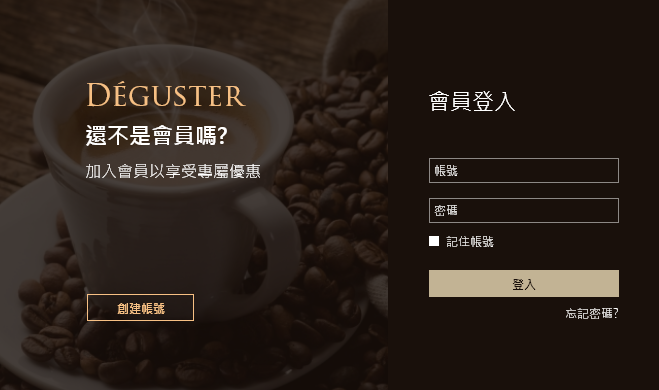 DÉGUSTER
還不是會員嗎?
加入會員以享受專屬優惠
創建帳號
會員登入
帳號
密碼
記住帳號
登入
忘記密碼?